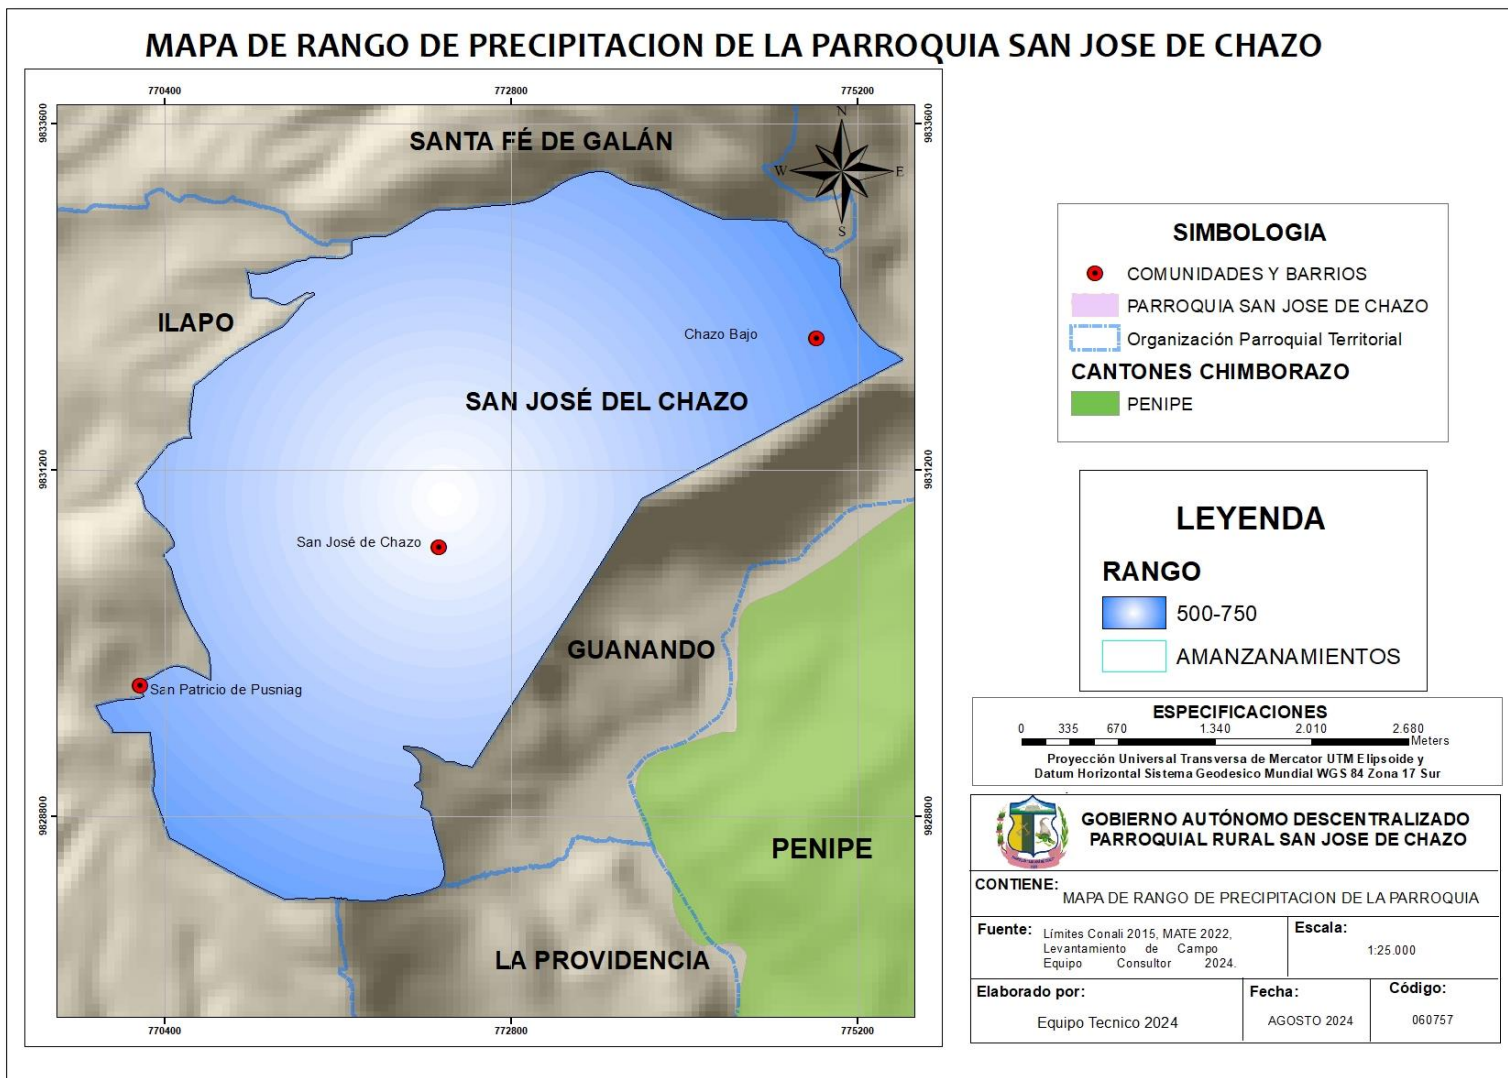 MAPA DE RANGO DE PRECIPITACION DE LA PARROQUIA SAN JOSE DE CHAZO
770400 772800 775200
9833600 9833600
N
W E
S
SANTA FÉ DE GALÁN
ILAPO
Chazo Bajo
SAN JOSÉ DEL CHAZO
9831200 9831200
San José de Chazo
GUANANDO
San Patricio de Pusniag
9828800 9828800
PENIPE
LA PROVIDENCIA
770400 772800 775200
SIMBOLOGIA
COMUNIDADES Y BARRIOS
PARROQUIA SAN JOSE DE CHAZO
Organización Parroquial Territorial
CANTONES CHIMBORAZO
PENIPE
LEYENDA
RANGO
500-750
AMANZANAMIENTOS
ESPECIFICACIONES
0 335 670 1.340 2.010 2.680
Meters
Proyección Universal Transversa de Mercator UTM Elipsoide y
Datum Horizontal Sistema Geodesico Mundial WGS 84 Zona 17 Sur
GOBIERNO AUTÓNOMO DESCENTRALIZADO
PARROQUIAL RURAL SAN JOSE DE CHAZO
CONTIENE:
MAPA DE RANGO DE PRECIPITACION DE LA PARROQUIA
Fuente: Límites Conali 2015, MATE 2022,
Levantamiento de Campo
Equipo Consultor 2024.
Escala:
1:25.000
Elaborado por:
Equipo Tecnico 2024
Fecha:
AGOSTO 2024
Código:
060757